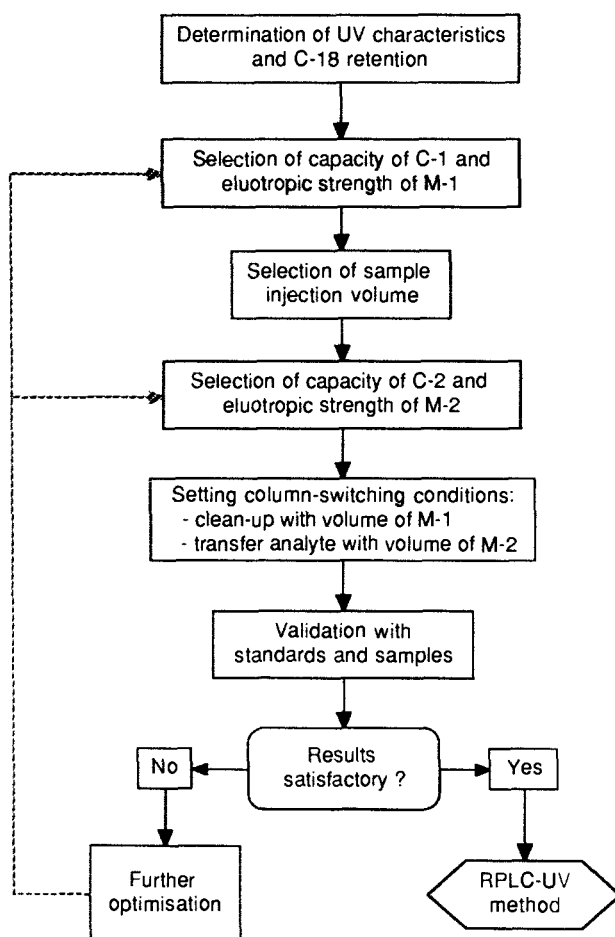 Determination of UV characteristics
and C-18 retention
Selection of capacity of C-1 and
eluotropic strength of M-1
Selection of sample
injection volume
Selection of capacity of C-2 and
eluotropic strength of M-2
Setting column-switching conditions:
- clean-up with volume of M-1
- transfer analyte with volume of M-2
Validation with
standards and samples
Results
satisfactory ?
No
Yes
Further
optimisation
RPLC-UV
method